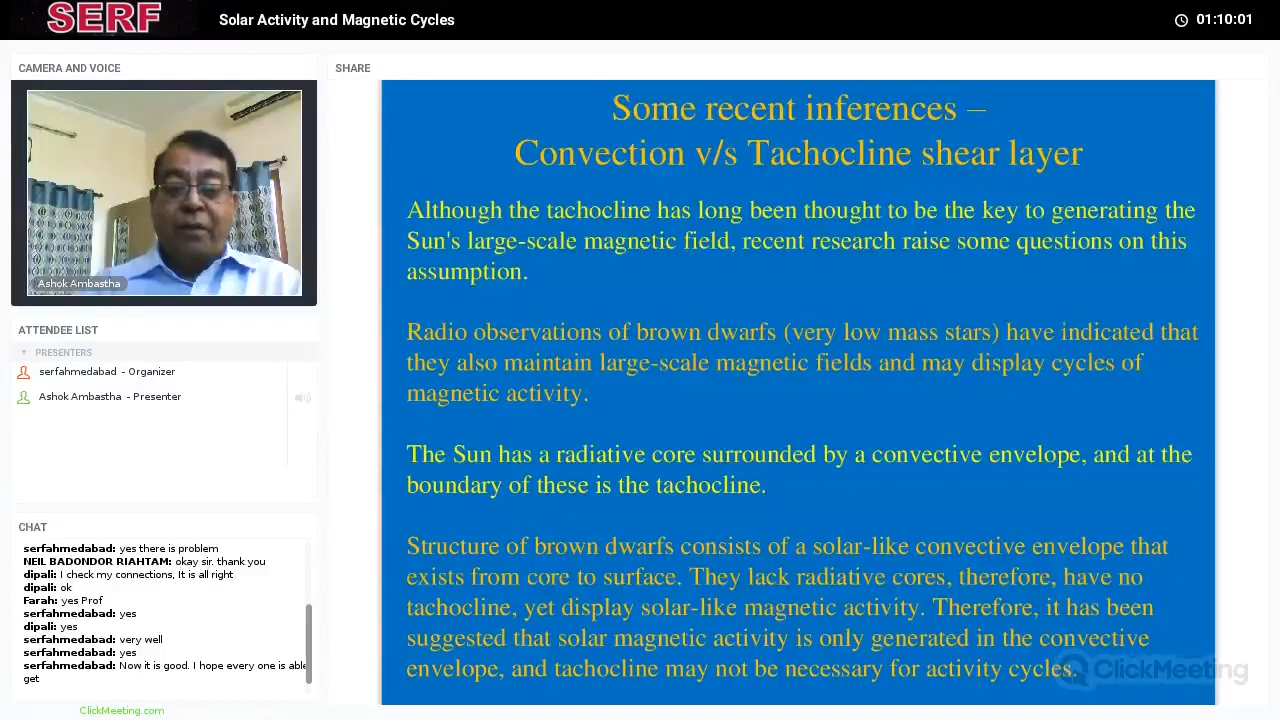 SERF
Solar Activity and Magnetic Cycles
01:10:01
CAMERA AND VOICE
Ashok Ambastha
ATTENDEE LIST
PRESENTERS
serfahmedabad - Organizer
Ashok Ambastha - Presenter
CHAT
serfahmedabad: yes there is problem
NEIL BADONDOR RIAHTAM: okay sir. thank you
dipali: I check my connections, It is all right
dipali: ok
Farah: yes Prof
serfahmedabad: yes
dipali: yes
serfahmedabad: very well
serfahmedabad: yes
serfahmedabad: Now it is good. I hope every one is able
get
ClickMeeting.com
SHARE
Some recent inferences –
Convection v/s Tachocline shear layer
Although the tachocline has long been thought to be the key to generating the
Sun's large-scale magnetic field, recent research raise some questions on this
assumption.
Radio observations of brown dwarfs (very low mass stars) have indicated that
they also maintain large-scale magnetic fields and may display cycles of
magnetic activity.
The Sun has a radiative core surrounded by a convective envelope, and at the
boundary of these is the tachocline.
Structure of brown dwarfs consists of a solar-like convective envelope that
exists from core to surface. They lack radiative cores, therefore, have no
tachocline, yet display solar-like magnetic activity. Therefore, it has been
suggested that solar magnetic activity is only generated in the convective
envelope, and tachocline may not be necessary for activity cycles.
ClickMeeting